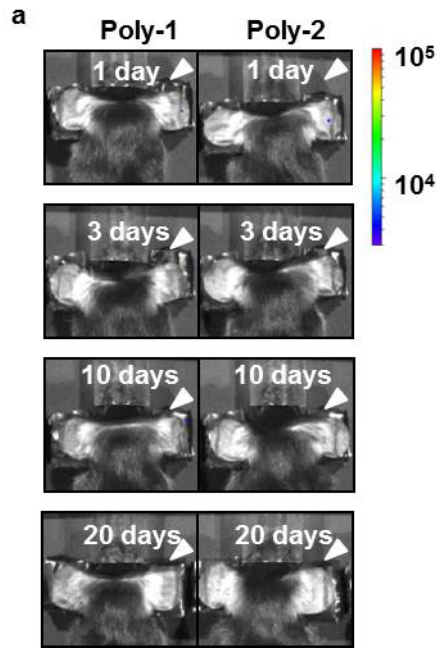 a
Poly-1 Poly-2
1 day 1 day
10⁵
10⁴
3 days 3 days
10 days 10 days
20 days 20 days